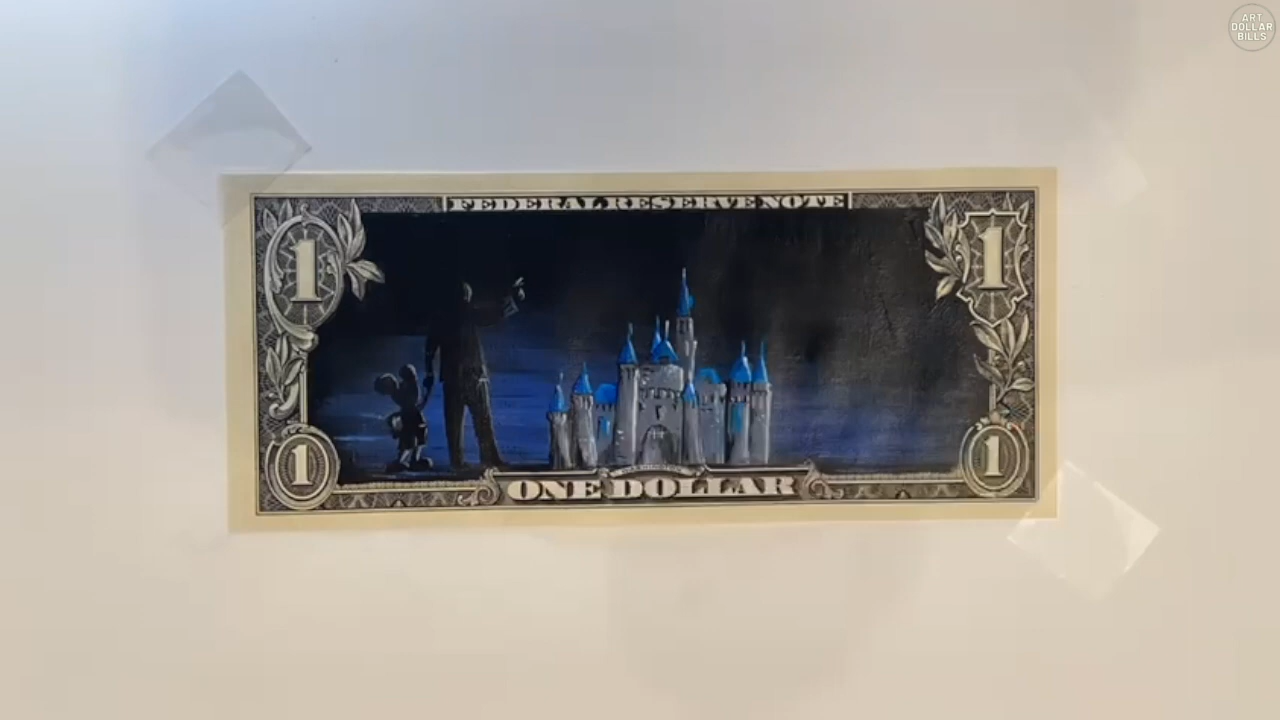 ART
DOLLAR
BILLS
FEDERAL RESERVE NOTE
1
1
1
1
ONE DOLLAR